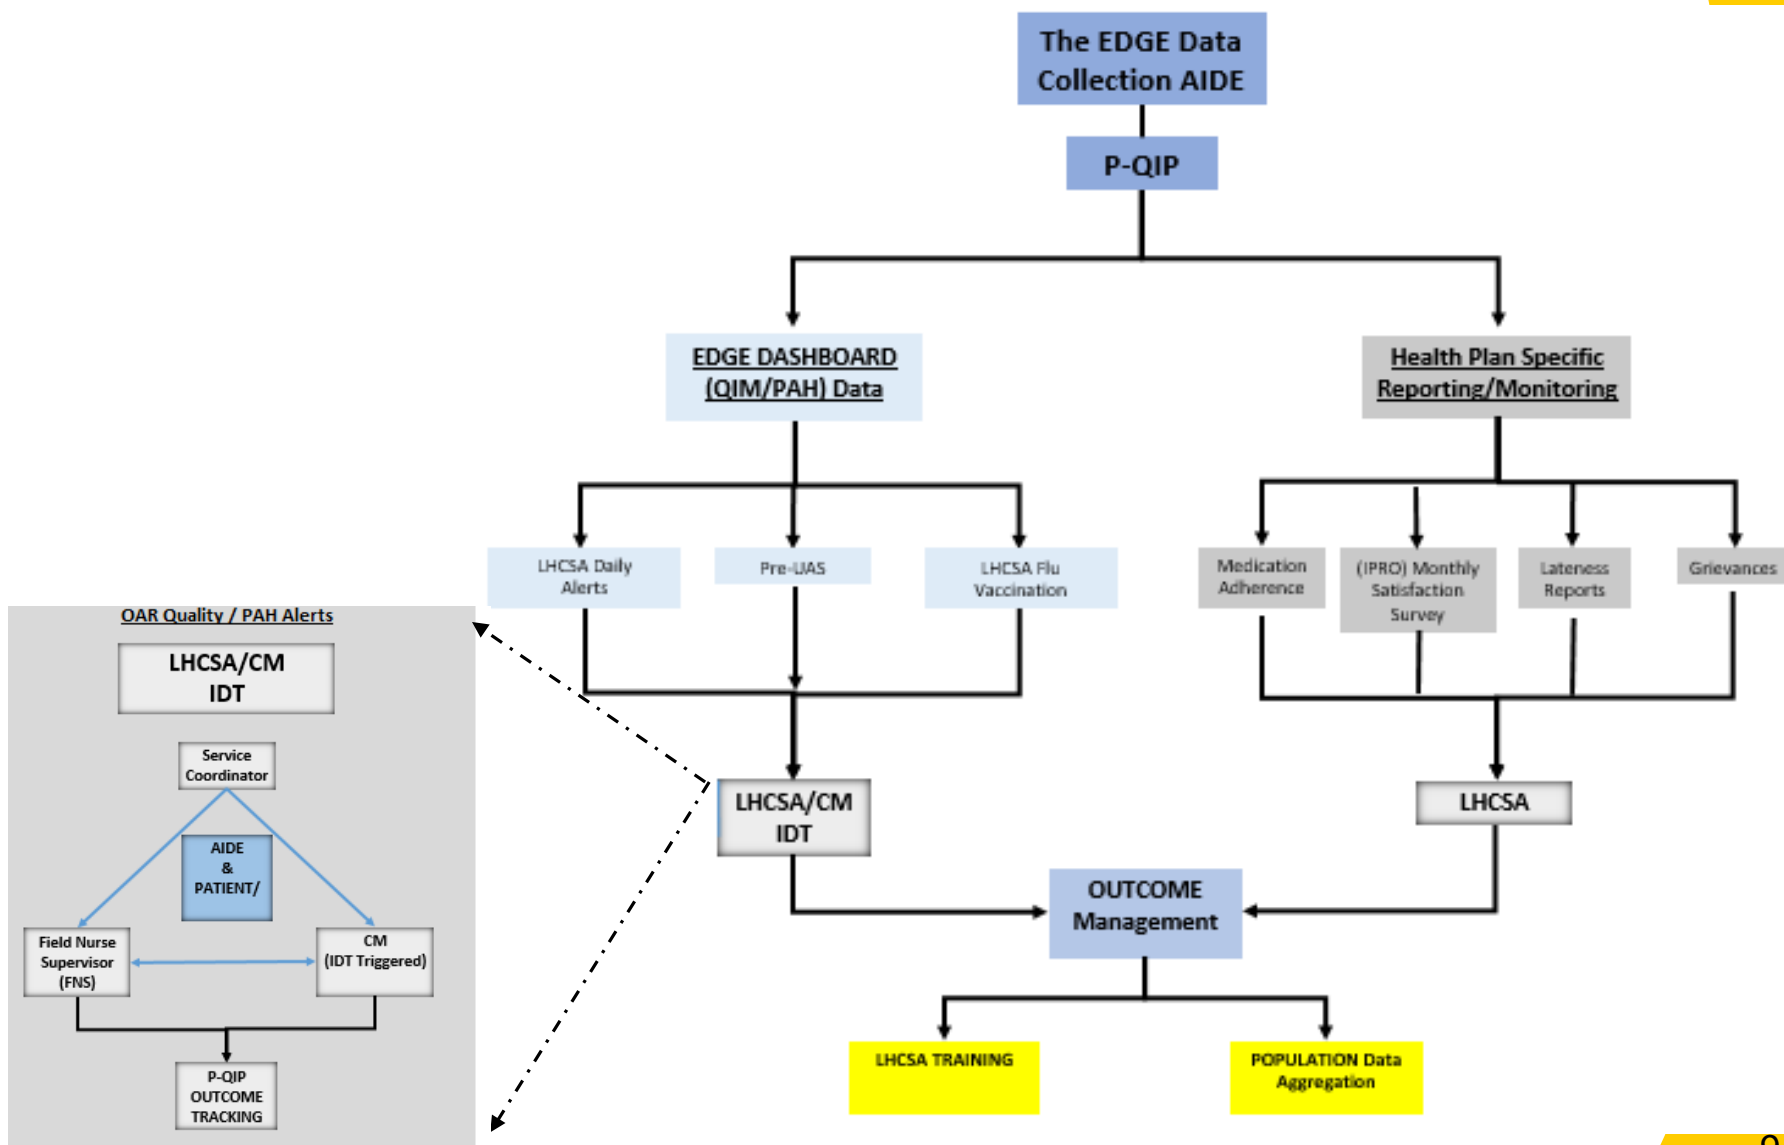 The EDGE Data
Collection AIDE
P-QIP
EDGE DASHBOARD
(QIM/PAH) Data
Health Plan Specific
Reporting/Monitoring
LHCSA Daily
Alerts
Pre-UAS
LHCSA Flu
Vaccination
Medication
Adherence
(IPRO) Monthly
Satisfaction
Survey
Lateness
Reports
Grievances
OAR Quality / PAH Alerts
LHCSA/CM
IDT
Service
Coordinator
AIDE
&
PATIENT/
Field Nurse
Supervisor
(FNS)
CM
(IDT Triggered)
P-QIP
OUTCOME
TRACKING
LHCSA/CM
IDT
LHCSA
OUTCOME
Management
LHCSA TRAINING
POPULATION Data
Aggregation